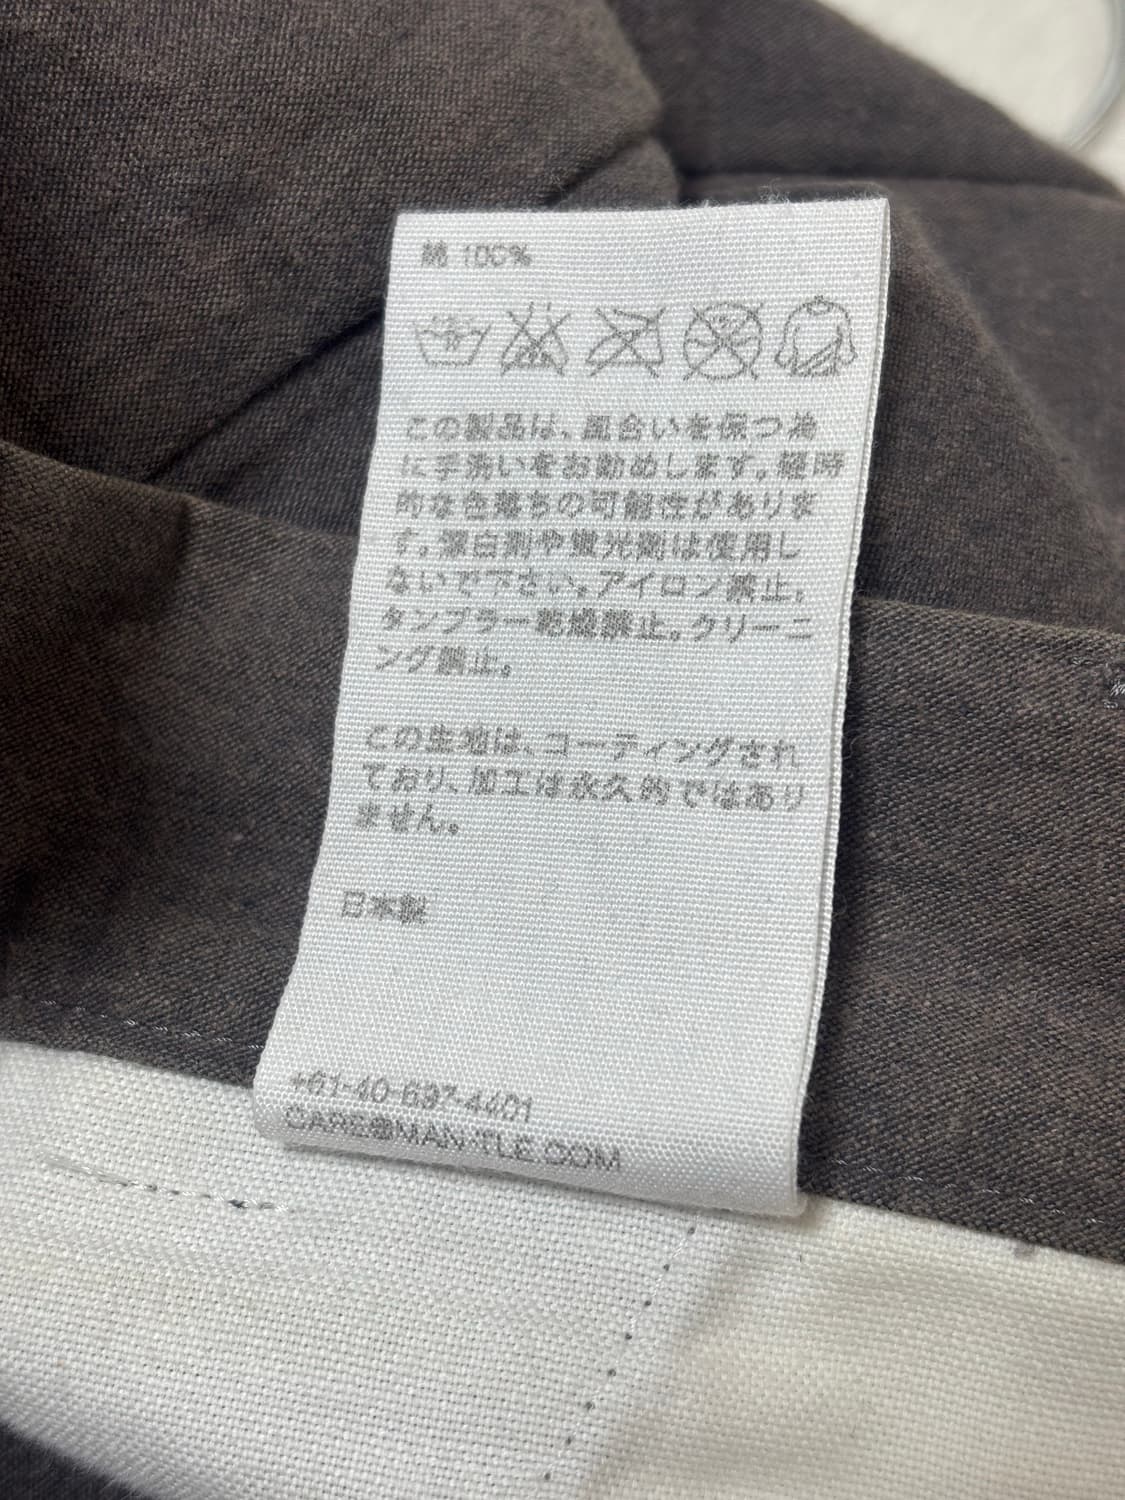 綿 100%
この製品は、風合いを保つ為
に手洗いをお勧めします。経時
的な色落ちの可能性がありま
す。漂白剤や蛍光剤は使用し
ないで下さい。アイロン禁止。
タンブラー乾燥禁止。クリーニ
ング禁止。
この生地は、コーティングされ
ており、加工は永久的ではあり
ません。
日本製
+61-40-697-4401
CARE@MAN-TLE.COM